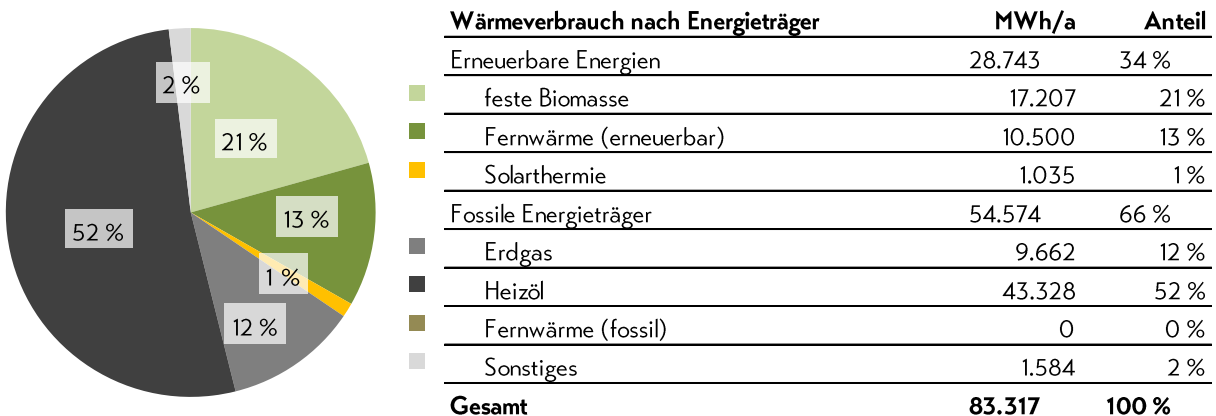 2 %
21 %
13 %
1 %
12 %
52 %
Wärmeverbrauch nach Energieträger MWh/a Anteil
Erneuerbare Energien 28.743 34 %
feste Biomasse 17.207 21 %
Fernwärme (erneuerbar) 10.500 13 %
Solarthermie 1.035 1 %
Fossile Energieträger 54.574 66 %
Erdgas 9.662 12 %
Heizöl 43.328 52 %
Fernwärme (fossil) 0 0 %
Sonstiges 1.584 2 %
Gesamt 83.317 100 %